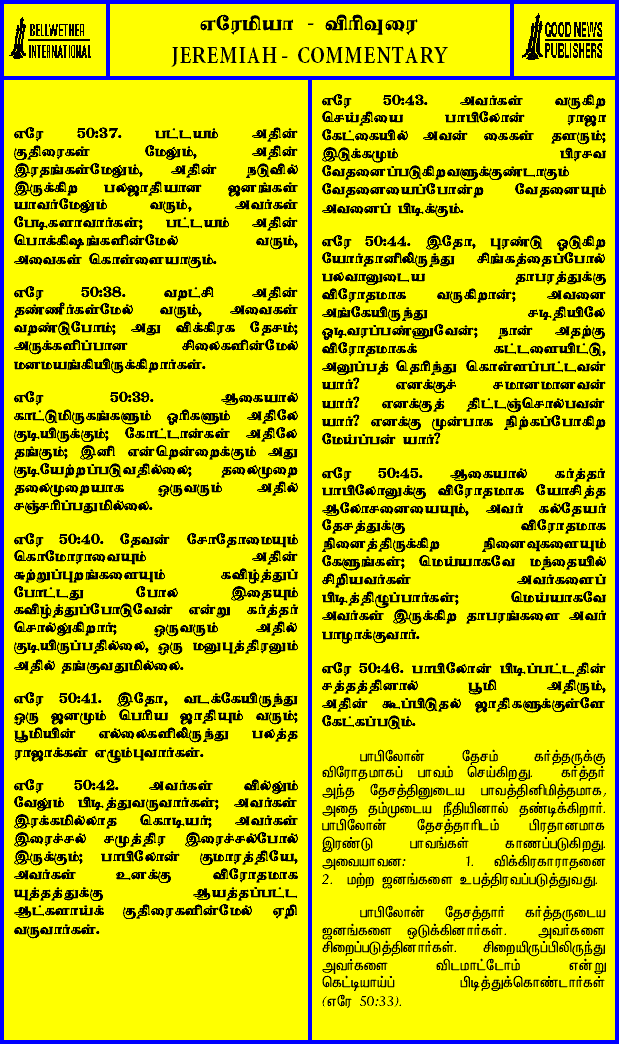 BELLWETHER
INTERNATIONAL
எரேமியா - விரிவுரை
JEREMIAH - COMMENTARY
GOOD NEWS
PUBLISHERS
எரே 50:37. பட்டயம் அதின்
குதிரைகள் மேலும், அதின்
இரதங்கள்மேலும், அதின் நடுவில்
இருக்கிற பலஜாதியான ஜனங்கள்
யாவர்மேலும் வரும், அவர்கள்
பேடிகளாவார்கள்; பட்டயம் அதின்
பொக்கிஷங்களின்மேல் வரும்,
அவைகள் கொள்ளையாகும்.
எரே 50:38. வறட்சி அதின்
தண்ணீர்கள்மேல் வரும், அவைகள்
வறண்டுபோம்; அது விக்கிரக தேசம்;
அருக்களிப்பான சிலைகளின்மேல்
மனமயங்கியிருக்கிறார்கள்.
எரே 50:39. ஆகையால்
காட்டுமிருகங்களும் ஓரிகளும் அதிலே
குடியிருக்கும்; கோட்டான்கள் அதிலே
தங்கும்; இனி என்றென்றைக்கும் அது
குடியேற்றப்படுவதில்லை; தலைமுறை
தலைமுறையாக ஒருவரும் அதில்
சஞ்சரிப்பதுமில்லை.
எரே 50:40. தேவன் சோதோமையும்
கொமோராவையும் அதின்
சுற்றுப்புறங்களையும் கவிழ்த்துப்
போட்டது போல இதையும்
கவிழ்த்துப்போடுவேன் என்று கர்த்தர்
சொல்லுகிறார்; ஒருவரும் அதில்
குடியிருப்பதில்லை, ஒரு மனுபுத்திரனும்
அதில் தங்குவதுமில்லை.
எரே 50:41. இதோ, வடக்கேயிருந்து
ஒரு ஜனமும் பெரிய ஜாதியும் வரும்;
பூமியின் எல்லைகளிலிருந்து பலத்த
ராஜாக்கள் எழும்புவார்கள்.
எரே 50:42. அவர்கள் வில்லும்
வேலும் பிடித்துவருவார்கள்; அவர்கள்
இரக்கமில்லாத கொடியர்; அவர்கள்
இரைச்சல் சமுத்திர இரைச்சல்போல்
இருக்கும்; பாபிலோன் குமாரத்தியே,
அவர்கள் உனக்கு விரோதமாக
யுத்தத்துக்கு ஆயத்தப்பட்ட
ஆட்களாய்க் குதிரைகளின்மேல் ஏறி
வருவார்கள்.
எரே 50:43. அவர்கள் வருகிற
செய்தியை பாபிலோன் ராஜா
கேட்கையில் அவன் கைகள் தளரும்;
இடுக்கமும் பிரசவ
வேதனைப்படுகிறவளுக்குண்டாகும்
வேதனையைப்போன்ற வேதனையும்
அவனைப் பிடிக்கும்.
எரே 50:44. இதோ, புரண்டு ஓடுகிற
யோர்தானிலிருந்து சிங்கத்தைப்போல்
பலவானுடைய தாபரத்துக்கு
விரோதமாக வருகிறான்; அவனை
அங்கேயிருந்து சடிதியிலே
ஓடிவரப்பண்ணுவேன்; நான் அதற்கு
விரோதமாகக் கட்டளையிட்டு,
அனுப்பத் தெரிந்து கொள்ளப்பட்டவன்
யார்? எனக்குச் சமானமானவன்
யார்? எனக்குத் திட்டஞ்சொல்பவன்
யார்? எனக்கு முன்பாக நிற்கப்போகிற
மேய்ப்பன் யார்?
எரே 50:45. ஆகையால் கர்த்தர்
பாபிலோனுக்கு விரோதமாக யோசித்த
ஆலோசனையையும், அவர் கல்தேயர்
தேசத்துக்கு விரோதமாக
நினைத்திருக்கிற நினைவுகளையும்
கேளுங்கள்; மெய்யாகவே மந்தையில்
சிறியவர்கள் அவர்களைப்
பிடித்திழுப்பார்கள்; மெய்யாகவே
அவர்கள் இருக்கிற தாபரங்களை அவர்
பாழாக்குவார்.
எரே 50:46. பாபிலோன் பிடிப்பட்டதின்
சத்தத்தினால் பூமி அதிரும்,
அதின் கூப்பிடுதல் ஜாதிகளுக்குள்ளே
கேட்கப்படும்.
பாபிலோன் தேசம் கர்த்தருக்கு
விரோதமாகப் பாவம் செய்கிறது. கர்த்தர்
அந்த தேசத்தினுடைய பாவத்தினிமித்தமாக,
அதை தம்முடைய நீதியினால் தண்டிக்கிறார்.
பாபிலோன் தேசத்தாரிடம் பிரதானமாக
இரண்டு பாவங்கள் காணப்படுகிறது.
அவையாவன: 1. விக்கிரகாராதனை
2. மற்ற ஜனங்களை உபத்திரவப்படுத்துவது.
பாபிலோன் தேசத்தார் கர்த்தருடைய
ஜனங்களை ஒடுக்கினார்கள். அவர்களை
சிறைப்படுத்தினார்கள். சிறையிருப்பிலிருந்து
அவர்களை விடமாட்டோம் என்று
கெட்டியாய்ப் பிடித்துக்கொண்டார்கள்
(எரே 50:33).